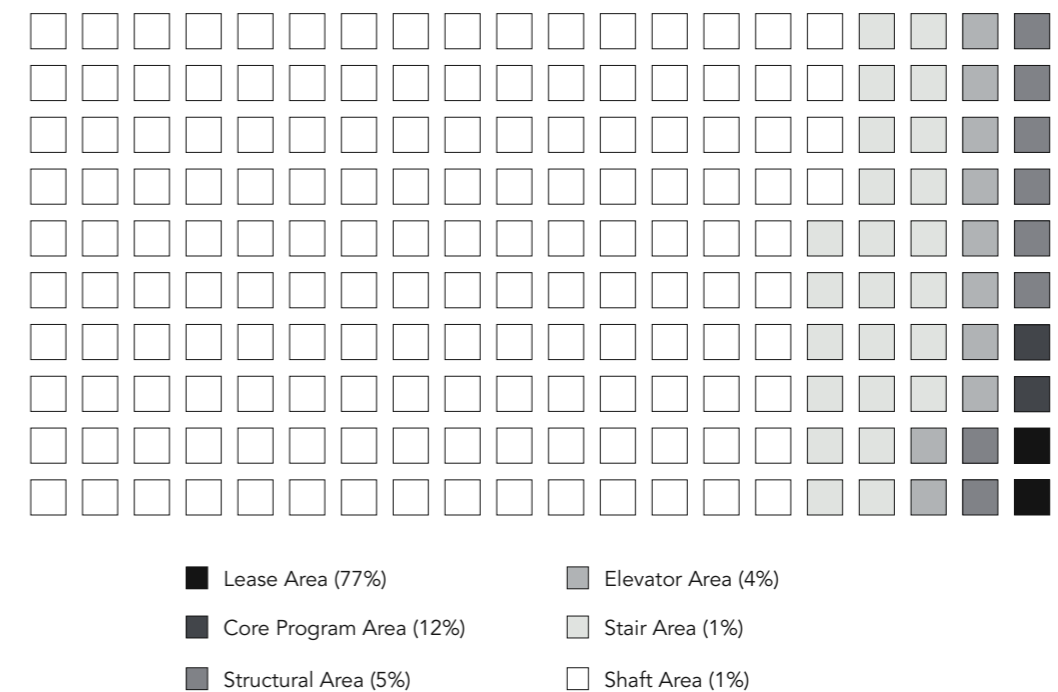 Lease Area (77%)
Core Program Area (12%)
Structural Area (5%)
Elevator Area (4%)
Stair Area (1%)
Shaft Area (1%)